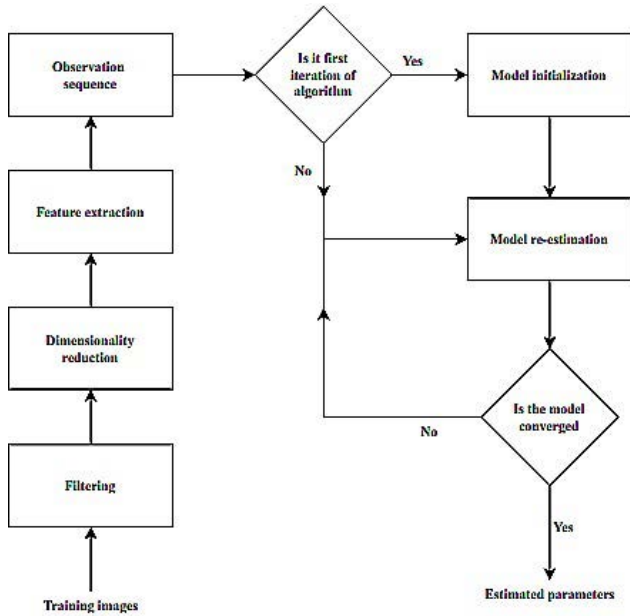 Observation
sequence
Is it first
iteration of
algorithm
Yes
Model initialization
No
Feature extraction
Model re-estimation
Dimensionality
reduction
Is the model
converged
No
Filtering
Yes
Training images
Estimated parameters